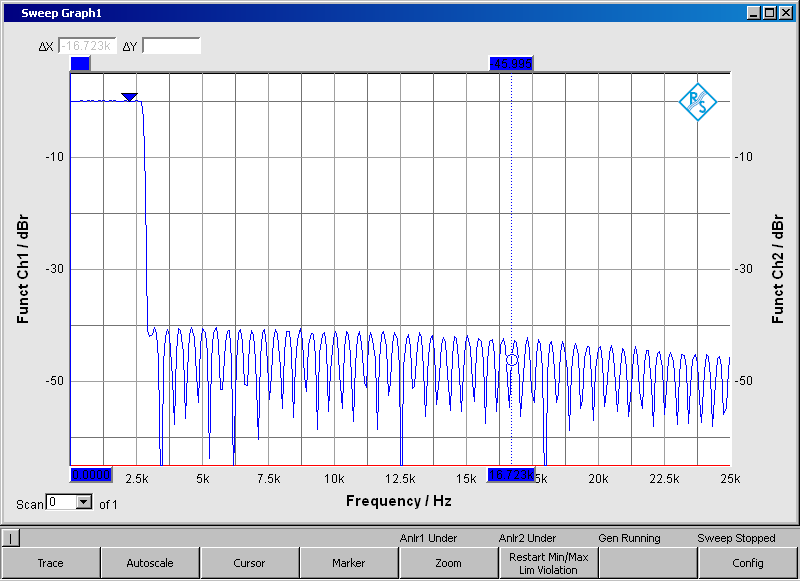 Sweep Graph1
ΔX -16.723k ΔY
R S
-10 -10
-30 -30
-50 -50
Funct Ch1 / dBr
Funct Ch2 / dBr
0.0000 2.5k 5k 7.5k 10k 12.5k 15k 16.723k 20k 22.5k 25k
Frequency / Hz
Scan 0 of 1
Anlr1 Under Anlr2 Under Gen Running Sweep Stopped
Trace Autoscale Cursor Marker Zoom Restart Min/Max Config
Lim Violation